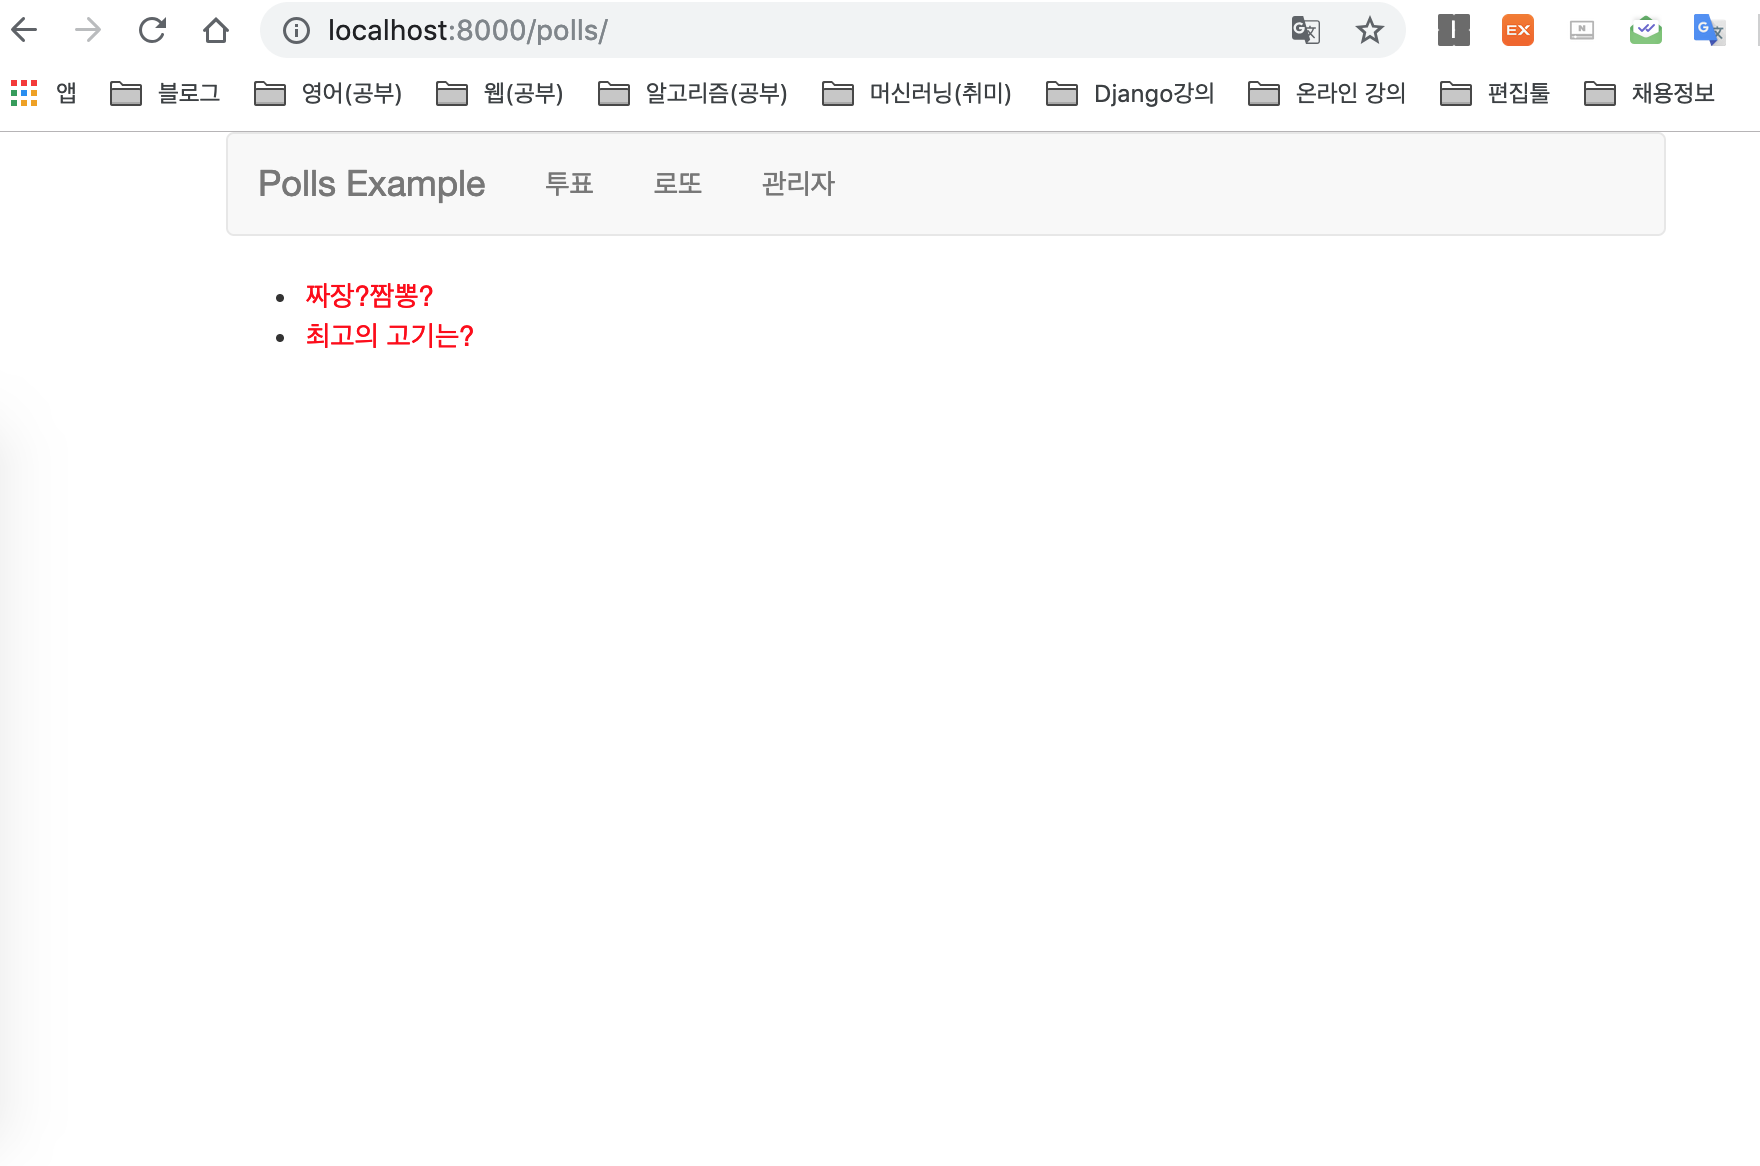 localhost:8000/polls/
EX
앱 블로그 영어(공부) 웹(공부) 알고리즘(공부) 머신러닝(취미) Django강의 온라인 강의 편집툴 채용정보
Polls Example 투표 로또 관리자
짜장?짬뽕?
최고의 고기는?